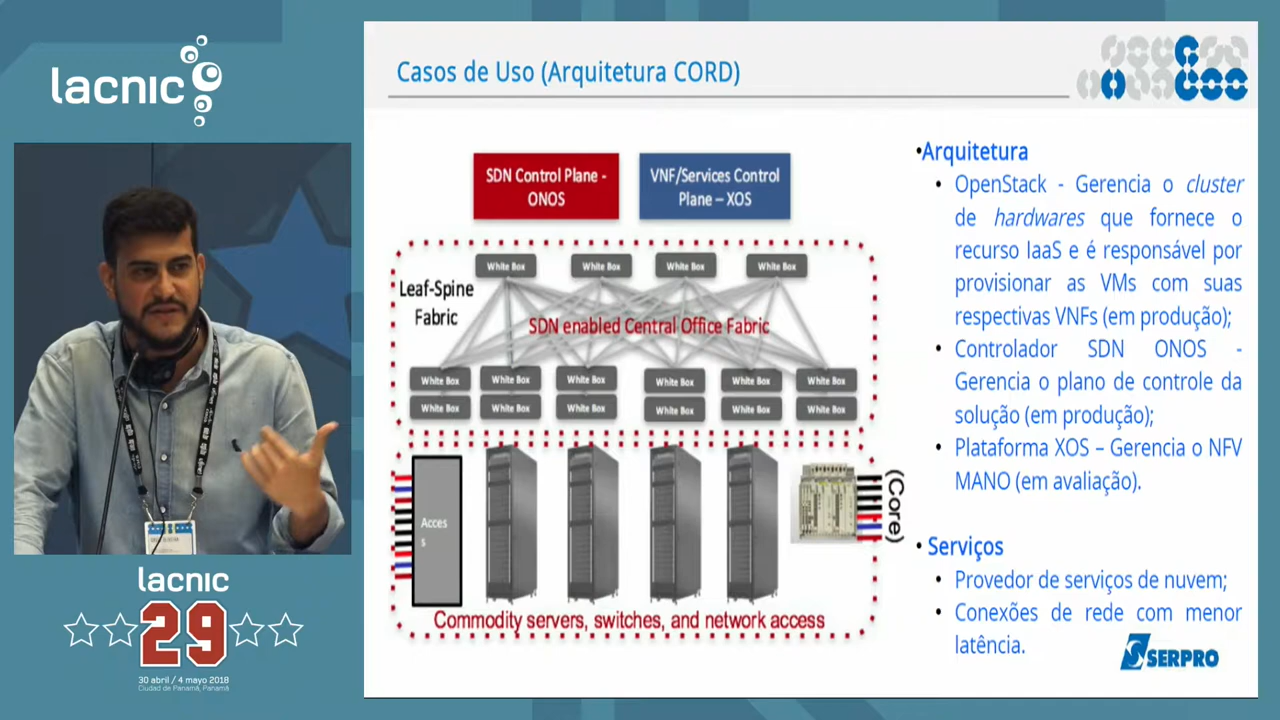 lacnic
Casos de Uso (Arquitetura CORD)
SDN Control Plane -
ONOS
VNF/Services Control
Plane – XOS
White Box
White Box
White Box
White Box
Leaf-Spine
Fabric
SDN enabled Central Office Fabric
White Box
White Box
White Box
White Box
White Box
White Box
White Box
White Box
White Box
White Box
White Box
White Box
Acces
s
(Core)
Commodity servers, switches, and network access
•Arquitetura
• OpenStack - Gerencia o cluster
de hardwares que fornece o
recurso IaaS e é responsável por
provisionar as VMs com suas
respectivas VNFs (em produção);
• Controlador SDN ONOS -
Gerencia o plano de controle da
solução (em produção);
• Plataforma XOS – Gerencia o NFV
MANO (em avaliação).
• Serviços
• Provedor de serviços de nuvem;
• Conexões de rede com menor
latência.
SERPRO
lacnic
29
30 abril / 4 mayo 2018
Ciudad de Panamá, Panamá